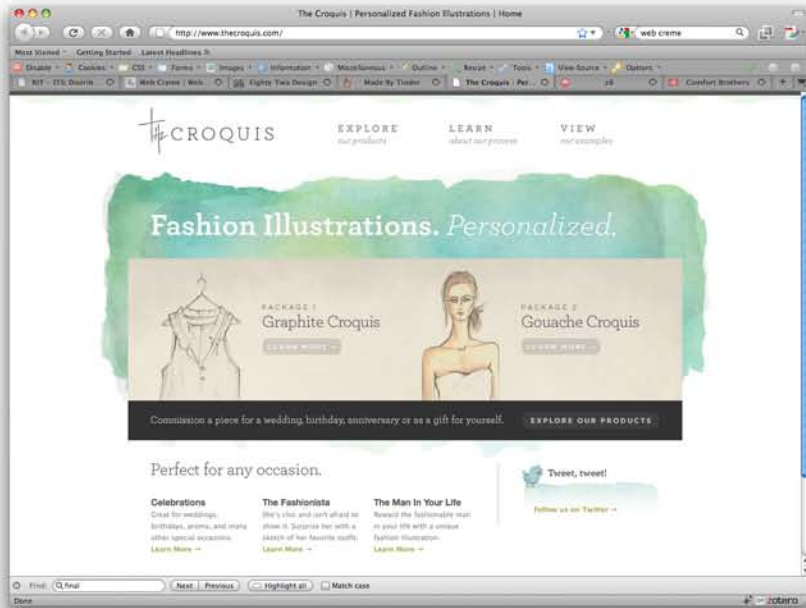 The Croquis | Personalized Fashion Illustrations | Home
http://www.thecroquis.com/
web creme
Most Visited Getting Started Latest Headlines
Disable Cookies CSS Forms Images Information Miscellaneous Outline Resize Tools View Source Options
RIT - ITS: Distrib... Web Creme | Web... Eighty Two Design Made By Tinder The Croquis | Per... Comfort Brothers
the CROQUIS
EXPLORE LEARN VIEW
our products about our process our examples
Fashion Illustrations. Personalized.
PACKAGE 1
Graphite Croquis
LEARN MORE →
PACKAGE 2
Gouache Croquis
LEARN MORE →
Commission a piece for a wedding, birthday, anniversary or as a gift for yourself.
EXPLORE OUR PRODUCTS
Perfect for any occasion.
Celebrations
Great for weddings,
birthdays, proms, and many
other special occasions.
Learn More →
The Fashionista
She's chic and isn't afraid to
show it. Surprise her with a
sketch of her favorite outfit.
Learn More →
The Man In Your Life
Reward the fashionable man
in your life with a unique
fashion illustration.
Learn More →
Tweet, tweet!
Follow us on Twitter →
Find: final Next Previous Highlight all Match case
Done zotero